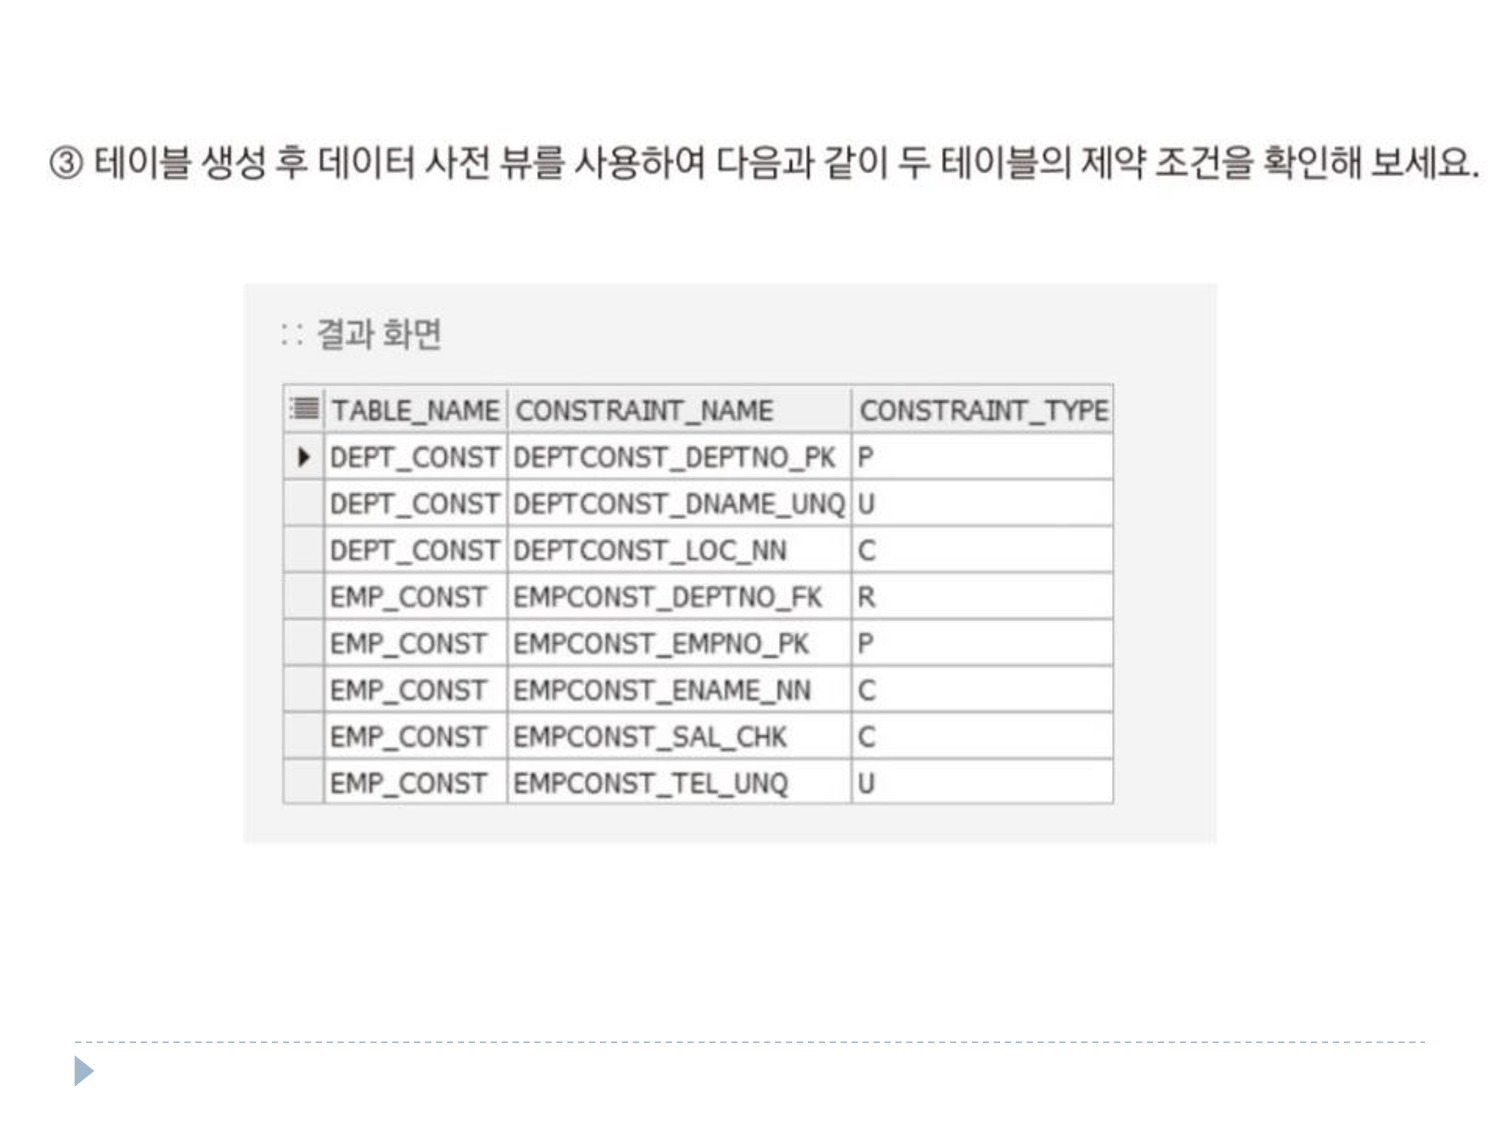 ③ 테이블 생성 후 데이터 사전 뷰를 사용하여 다음과 같이 두 테이블의 제약 조건을 확인해 보세요.
:: 결과 화면
TABLE_NAME CONSTRAINT_NAME CONSTRAINT_TYPE
DEPT_CONST DEPTCONST_DEPTNO_PK P
DEPT_CONST DEPTCONST_DNAME_UNQ U
DEPT_CONST DEPTCONST_LOC_NN C
EMP_CONST EMPCONST_DEPTNO_FK R
EMP_CONST EMPCONST_EMPNO_PK P
EMP_CONST EMPCONST_ENAME_NN C
EMP_CONST EMPCONST_SAL_CHK C
EMP_CONST EMPCONST_TEL_UNQ U